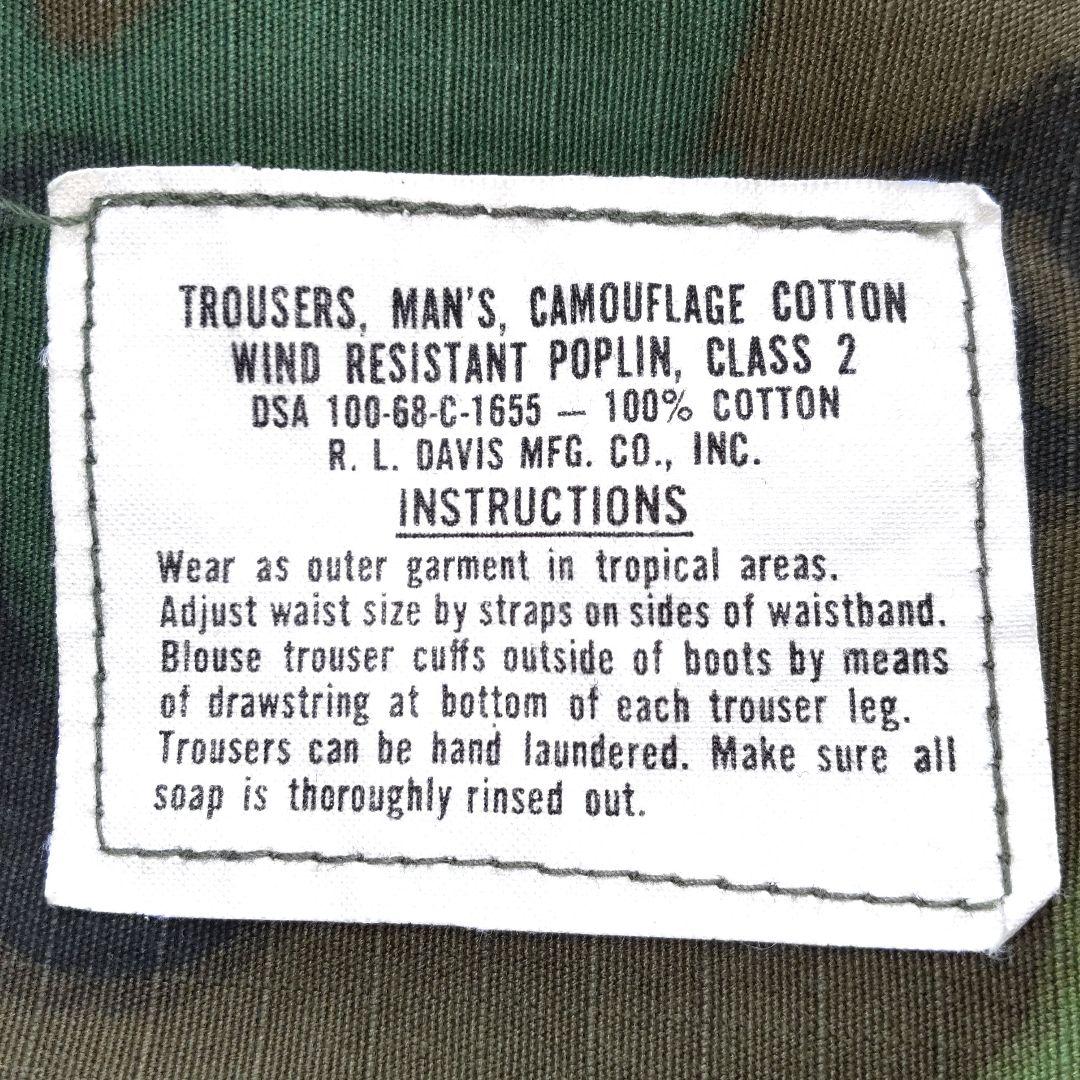 TROUSERS, MAN'S, CAMOUFLAGE COTTON
WIND RESISTANT POPLIN, CLASS 2
DSA 100-68-C-1655 — 100% COTTON
R. L. DAVIS MFG. CO., INC.
INSTRUCTIONS
Wear as outer garment in tropical areas.
Adjust waist size by straps on sides of waistband.
Blouse trouser cuffs outside of boots by means
of drawstring at bottom of each trouser leg.
Trousers can be hand laundered. Make sure all
soap is thoroughly rinsed out.